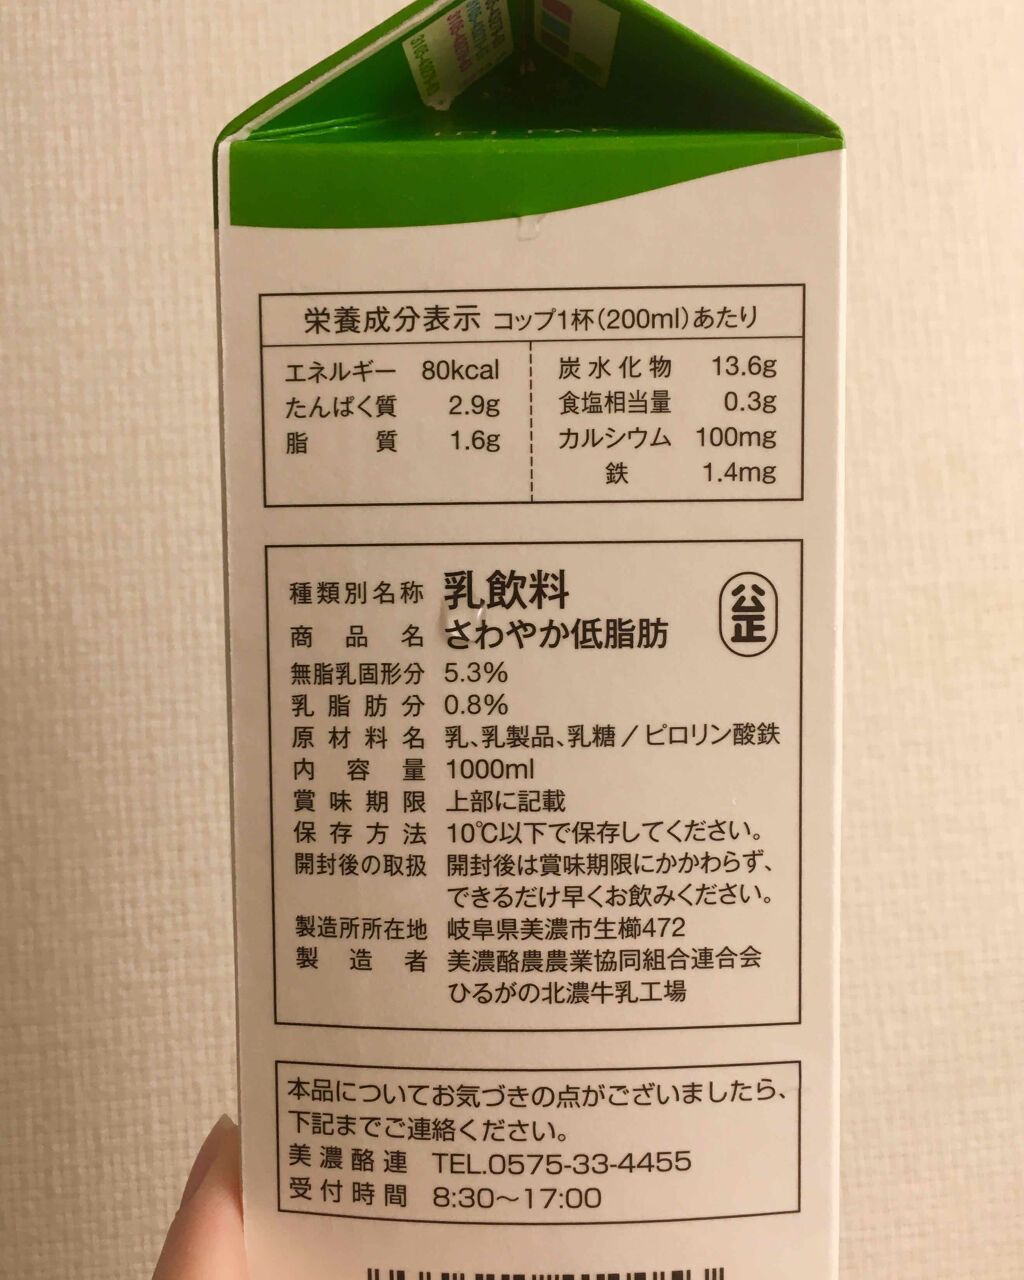 栄養成分表示 コップ1杯(200ml)あたり
エネルギー 80kcal
たんぱく質 2.9g
脂質 1.6g
炭水化物 13.6g
食塩相当量 0.3g
カルシウム 100mg
鉄 1.4mg
種類別名称 乳飲料
公正
商品名 さわやか低脂肪
無脂乳固形分 5.3%
乳脂肪分 0.8%
原材料名 乳、乳製品、乳糖/ピロリン酸鉄
内容量 1000ml
賞味期限 上部に記載
保存方法 10℃以下で保存してください。
開封後の取扱 開封後は賞味期限にかかわらず、
できるだけ早くお飲みください。
製造所所在地 岐阜県美濃市生櫛472
製造者 美濃酪農農業協同組合連合会
ひるがの北濃牛乳工場
本品についてお気づきの点がございましたら、
下記までご連絡ください。
美濃酪連 TEL.0575-33-4455
受付時間 8:30〜17:00